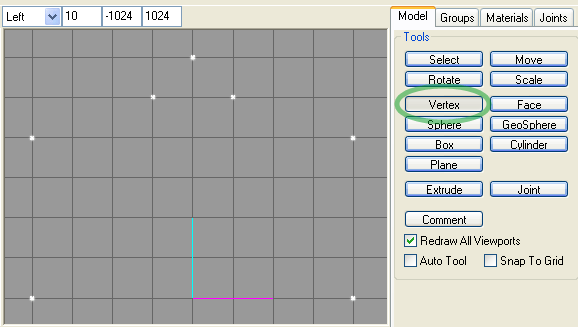 Left 10 -1024 1024
Model Groups Materials Joints
Tools
Select Move
Rotate Scale
Vertex Face
Sphere GeoSphere
Box Cylinder
Plane
Extrude Joint
Comment
Redraw All Viewports
Auto Tool Snap To Grid